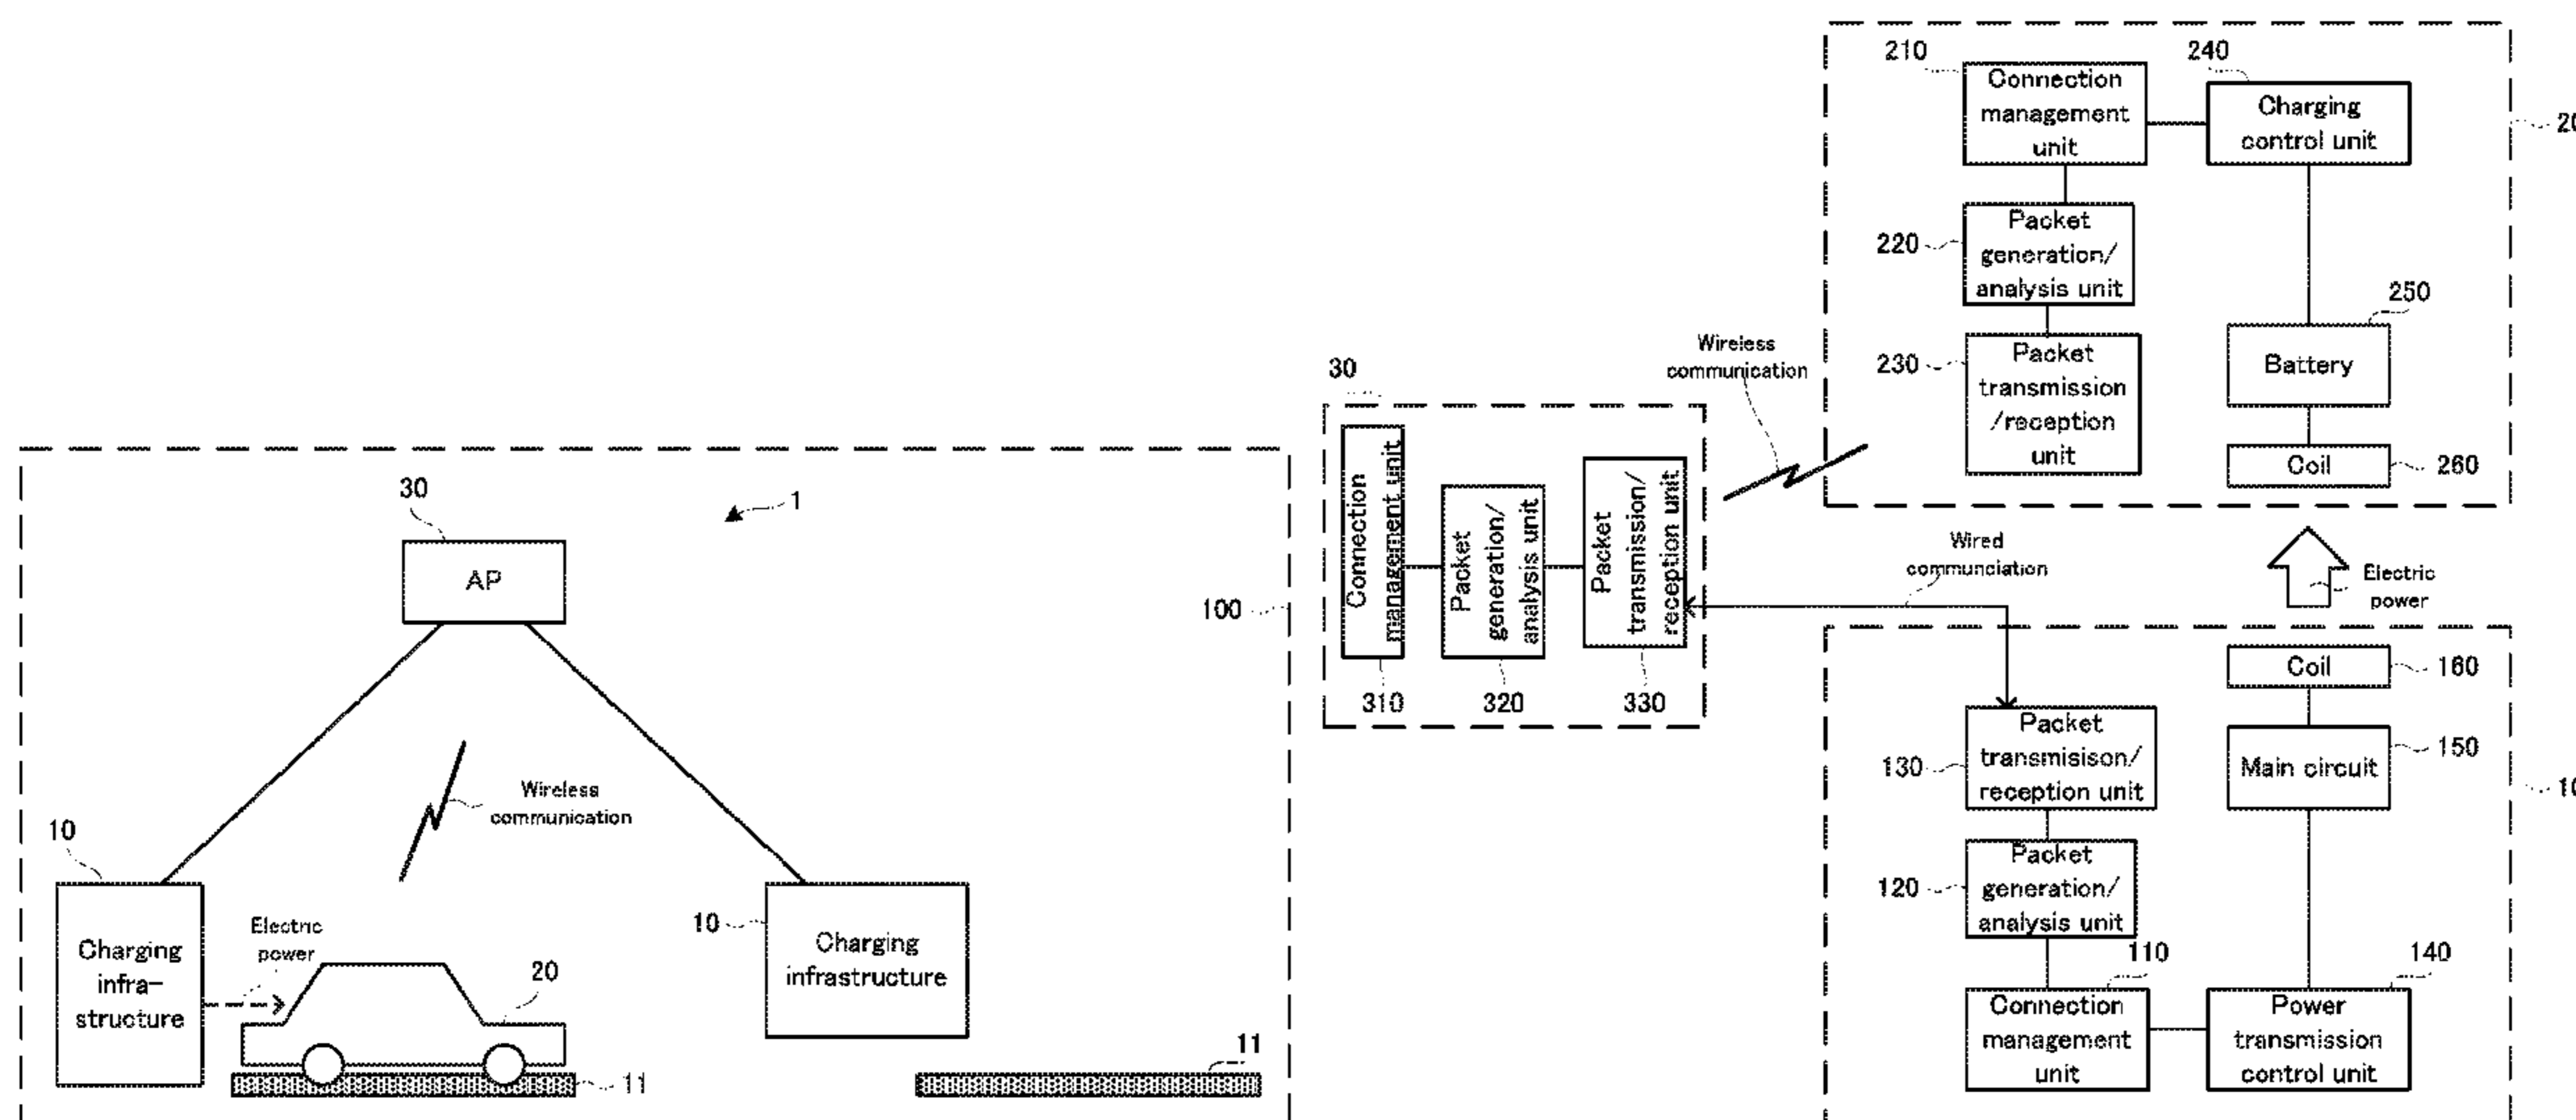 30
1
AP
100
Wireless
communication
10
Electric
power
Charging
infra-
structure
20
10
Charging
infrastructure
11
11
30
Connection
management unit
Packet
generation/
analysis unit
Packet
transmission/
reception unit
310
320
330
Wireless
communication
Wired
communciation
210
Connection
management
unit
240
Charging
control unit
20
220
Packet
generation/
analysis unit
250
Battery
230
Packet
transmission
/reception
unit
Coil
260
Electric
power
Coil
160
130
Packet
transmisison/
reception unit
Main circuit
150
10
120
Packet
generation/
analysis unit
110
Connection
management
unit
140
Power
transmission
control unit